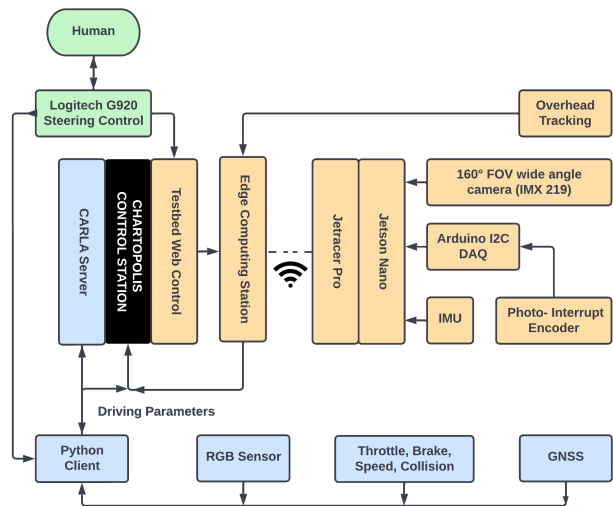 Human
Logitech G920
Steering Control
Overhead
Tracking
CARLA Server
CHARTOPOLIS
CONTROL STATION
Testbed Web Control
Edge Computing Station
Jetracer Pro
Jetson Nano
160° FOV wide angle
camera (IMX 219)
Arduino I2C
DAQ
IMU
Photo- Interrupt
Encoder
Driving Parameters
Python
Client
RGB Sensor
Throttle, Brake,
Speed, Collision
GNSS